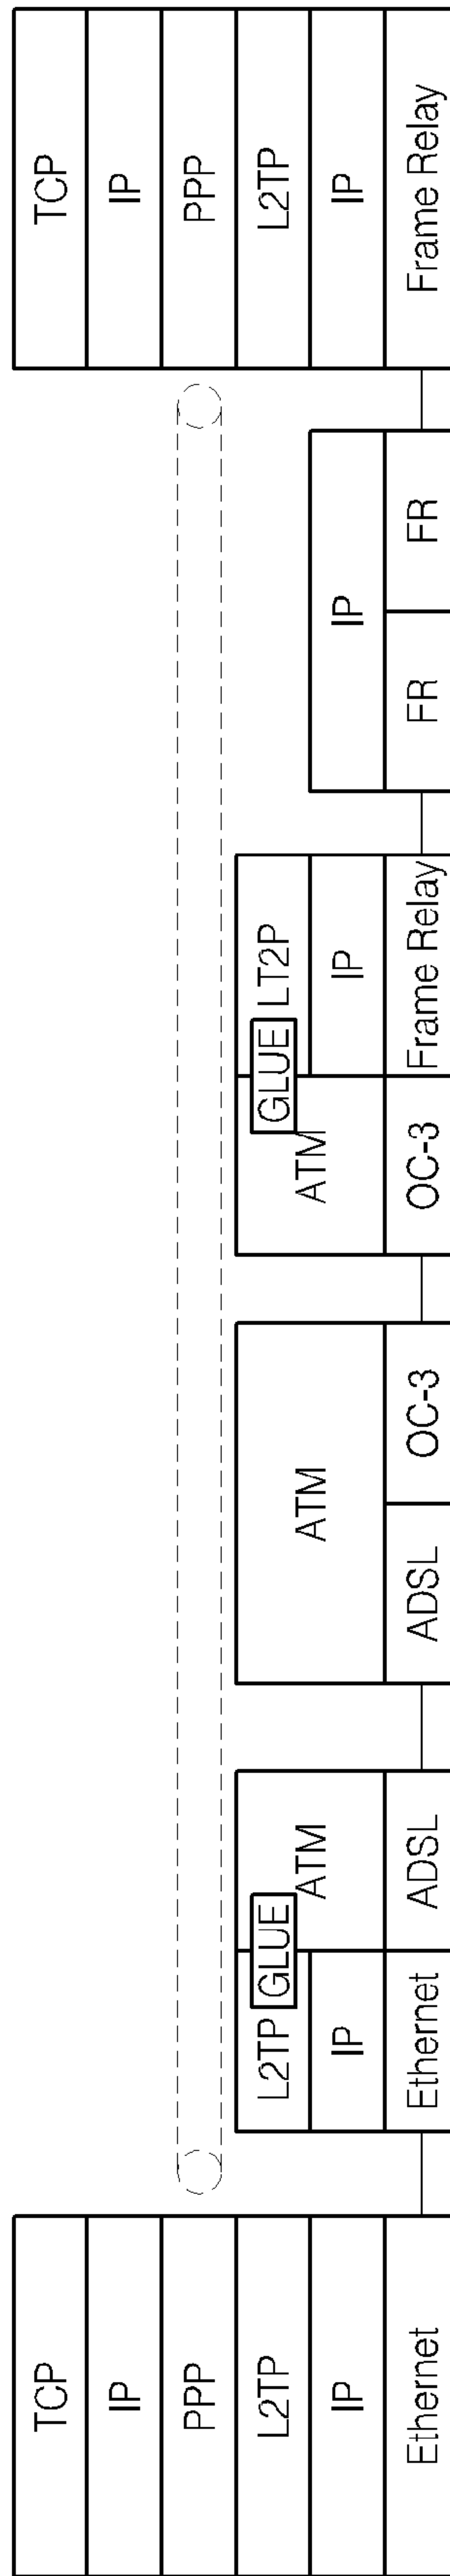 TCP
IP
PPP
L2TP
IP
Ethernet
L2TP
GLUE
ATM
IP
Ethernet
ADSL
ATM
ADSL
OC-3
ATM
GLUE
LT2P
IP
OC-3
Frame Relay
IP
FR
FR
TCP
IP
PPP
L2TP
IP
Frame Relay